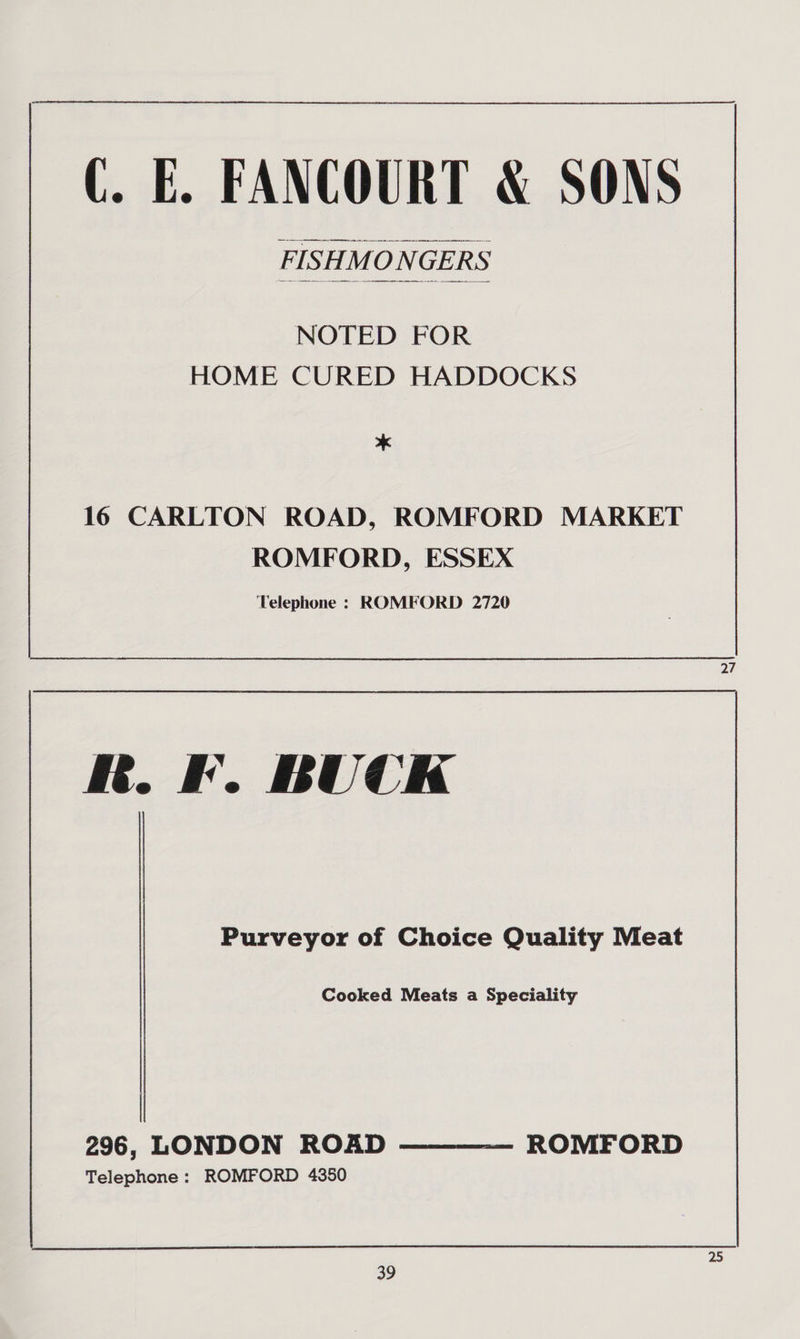 C. E. FANCOURT & SONS
FISHMONGERS
NOTED FOR
HOME CURED HADDOCKS
*
16 CARLTON ROAD, ROMFORD MARKET
ROMFORD, ESSEX
Telephone : ROMFORD 2720
27
R. F. BUCK
Purveyor of Choice Quality Meat
Cooked Meats a Speciality
296, LONDON ROAD ——— ROMFORD
Telephone : ROMFORD 4350
25
39